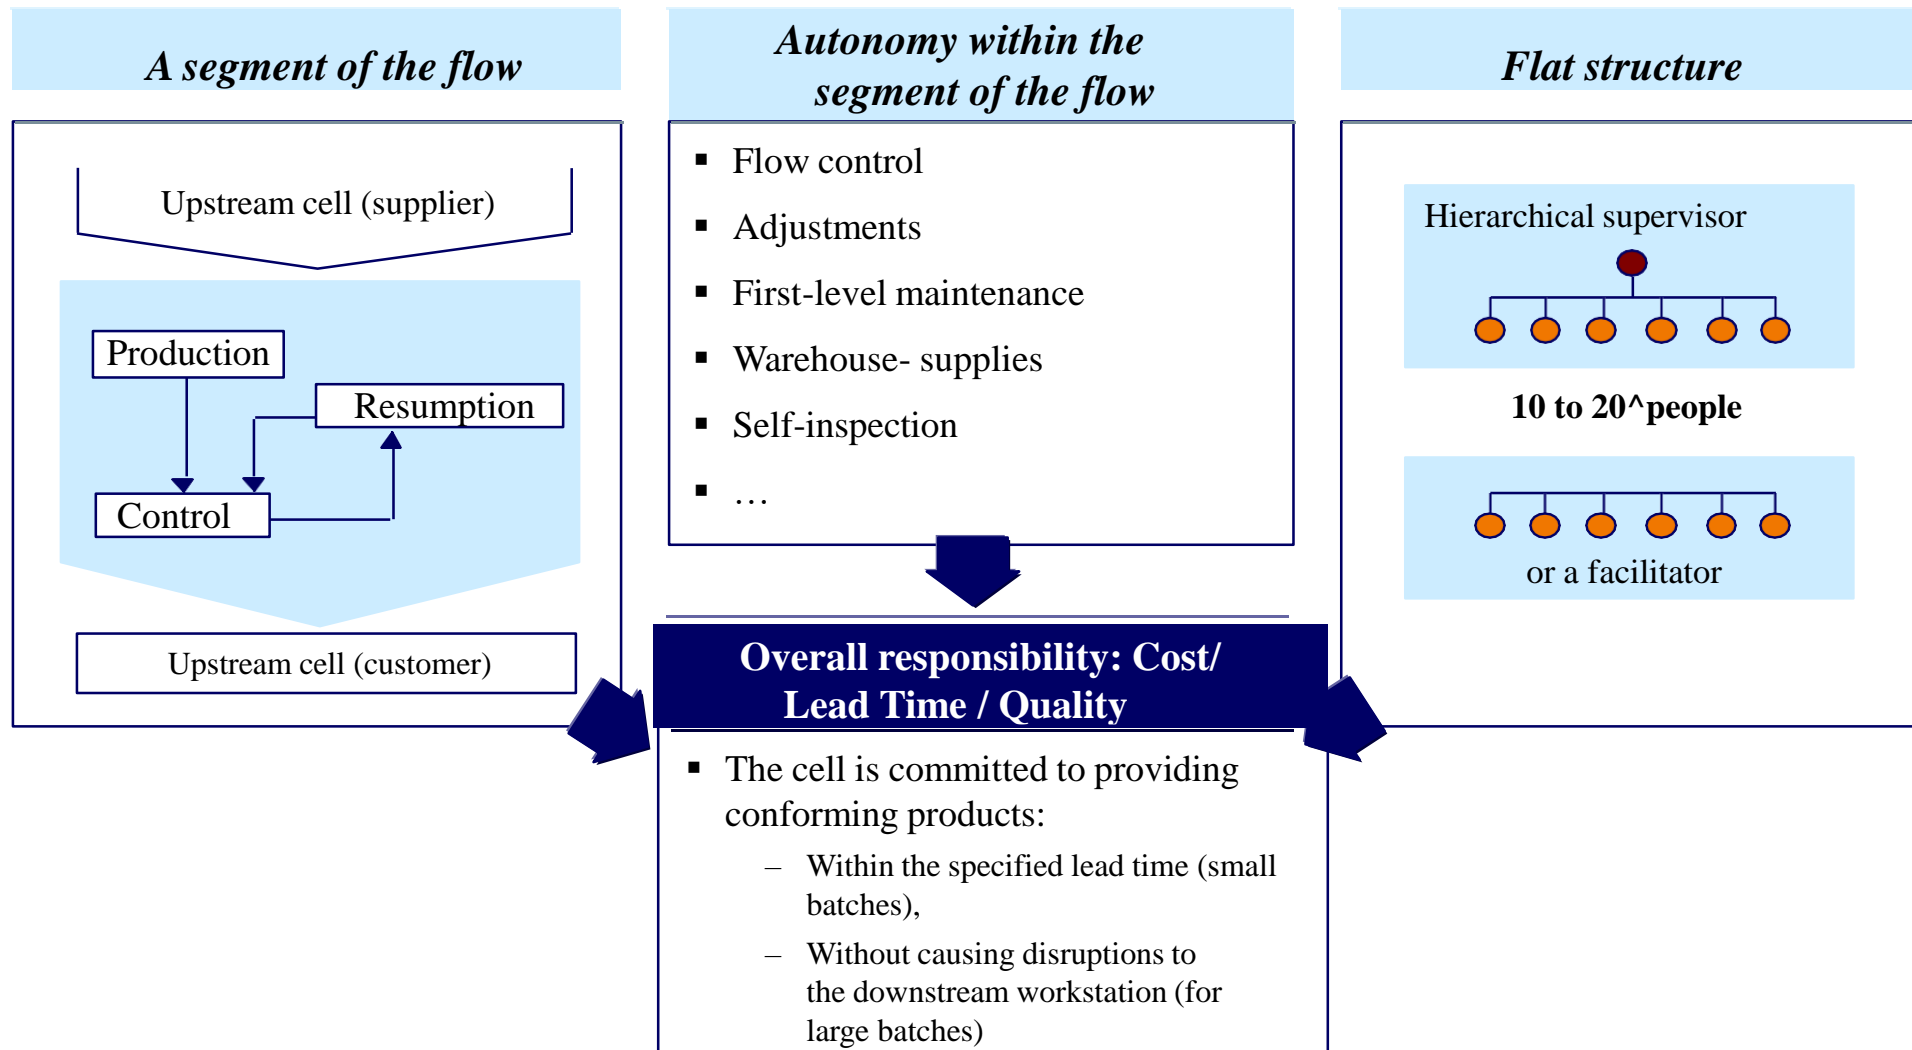 A segment of the flow
Upstream cell (supplier)
Production
Resumption
Control
Upstream cell (customer)
Autonomy within the
segment of the flow
▪ Flow control
▪ Adjustments
▪ First-level maintenance
▪ Warehouse- supplies
▪ Self-inspection
▪ …
Flat structure
Hierarchical supervisor
10 to 20^people
or a facilitator
Overall responsibility: Cost/
Lead Time / Quality
▪ The cell is committed to providing
conforming products:
– Within the specified lead time (small
batches),
– Without causing disruptions to
the downstream workstation (for
large batches)